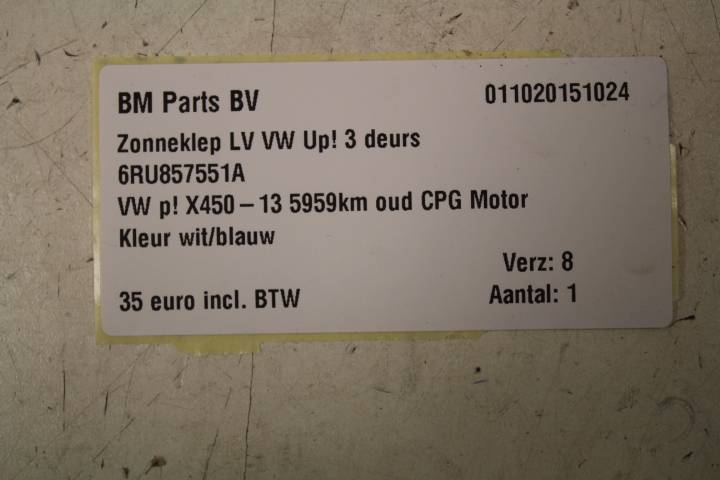 BM Parts BV 011020151024
Zonneklep LV VW Up! 3 deurs
6RU857551A
VW p! X450 – 13 5959km oud CPG Motor
Kleur wit/blauw
Verz: 8
35 euro incl. BTW Aantal: 1